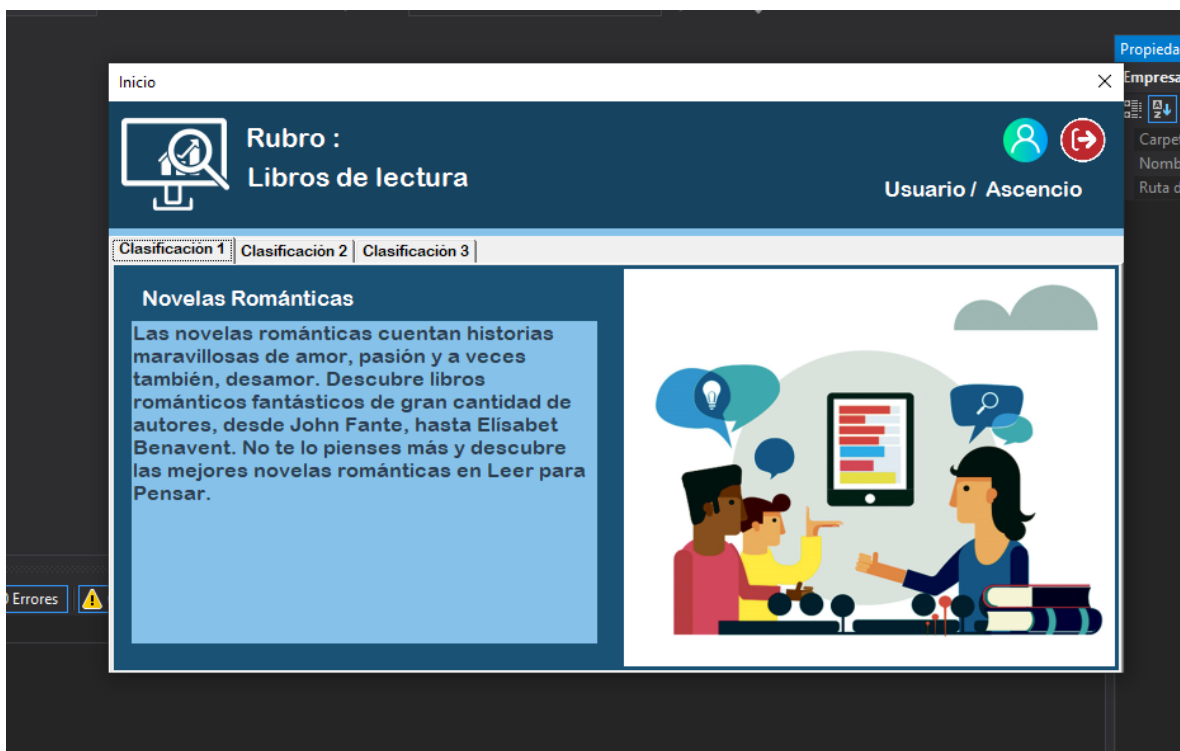 Propieda
Inicio
Empresa
Rubro :
Libros de lectura
Carpe
Nomb
Ruta d
Usuario / Ascencio
Clasificación 1
Clasificación 2
Clasificación 3
Novelas Románticas
Las novelas románticas cuentan historias
maravillosas de amor, pasión y a veces
también, desamor. Descubre libros
románticos fantásticos de gran cantidad de
autores, desde John Fante, hasta Elísabet
Benavent. No te lo pienses más y descubre
las mejores novelas románticas en Leer para
Pensar.
Errores